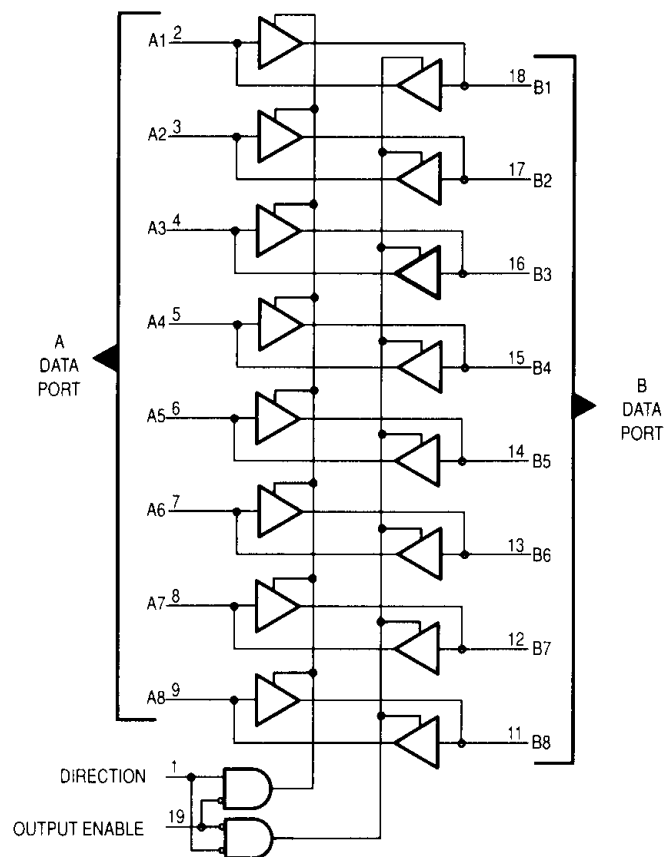 A1 2
18 B1
A2 3
17 B2
A3 4
16 B3
A4 5
15 B4
A
DATA
PORT
B
DATA
PORT
A5 6
14 B5
A6 7
13 B6
A7 8
12 B7
A8 9
11 B8
DIRECTION 1
OUTPUT ENABLE 19